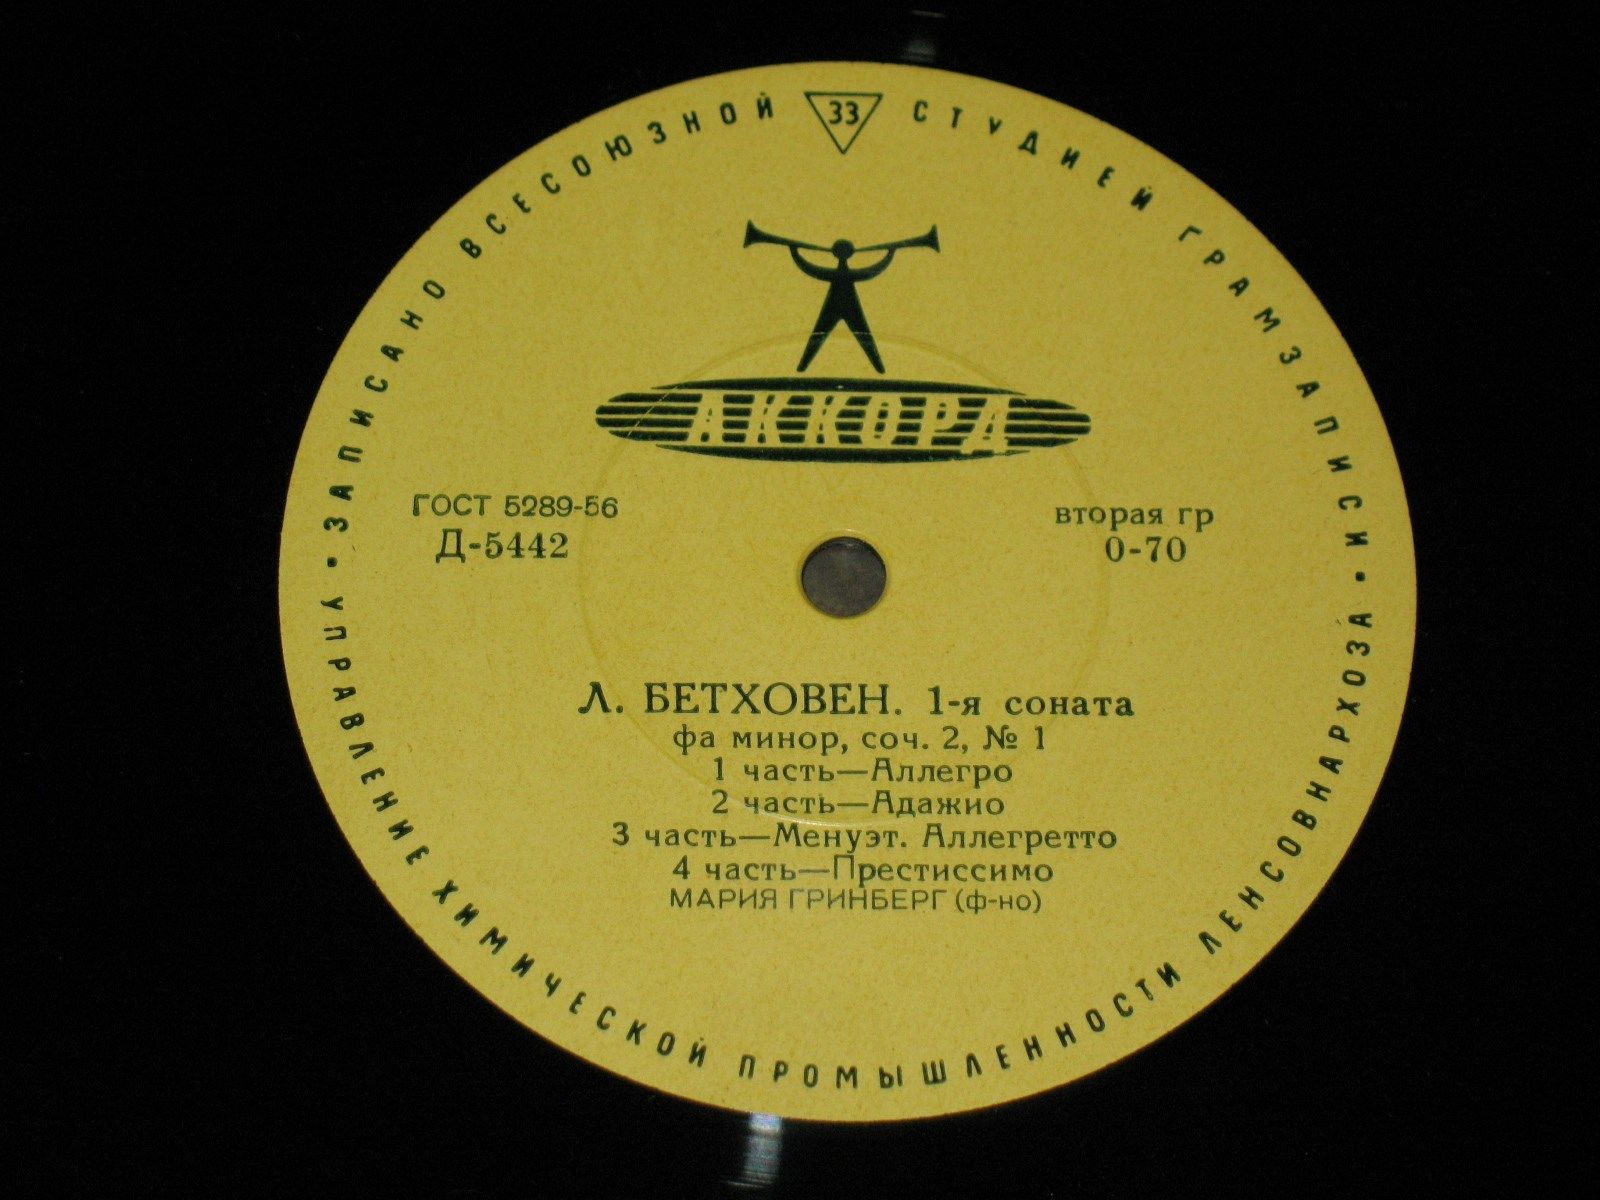 ЗАПИСАНО ВСЕСОЮЗНОЙ 33 СТУДИЕЙ ГРАМЗАПИСИ
АККОРД
ГОСТ 5289-56
Д-5442
вторая гр
0-70
Л. БЕТХОВЕН. 1-я соната
фа минор, соч. 2, № 1
1 часть—Аллегро
2 часть—Адажио
3 часть—Менуэт. Аллегретто
4 часть—Престиссимо
МАРИЯ ГРИНБЕРГ (ф-но)
УПРАВЛЕНИЕ ХИМИЧЕСКОЙ ПРОМЫШЛЕННОСТИ ЛЕНСОВНАРХОЗА